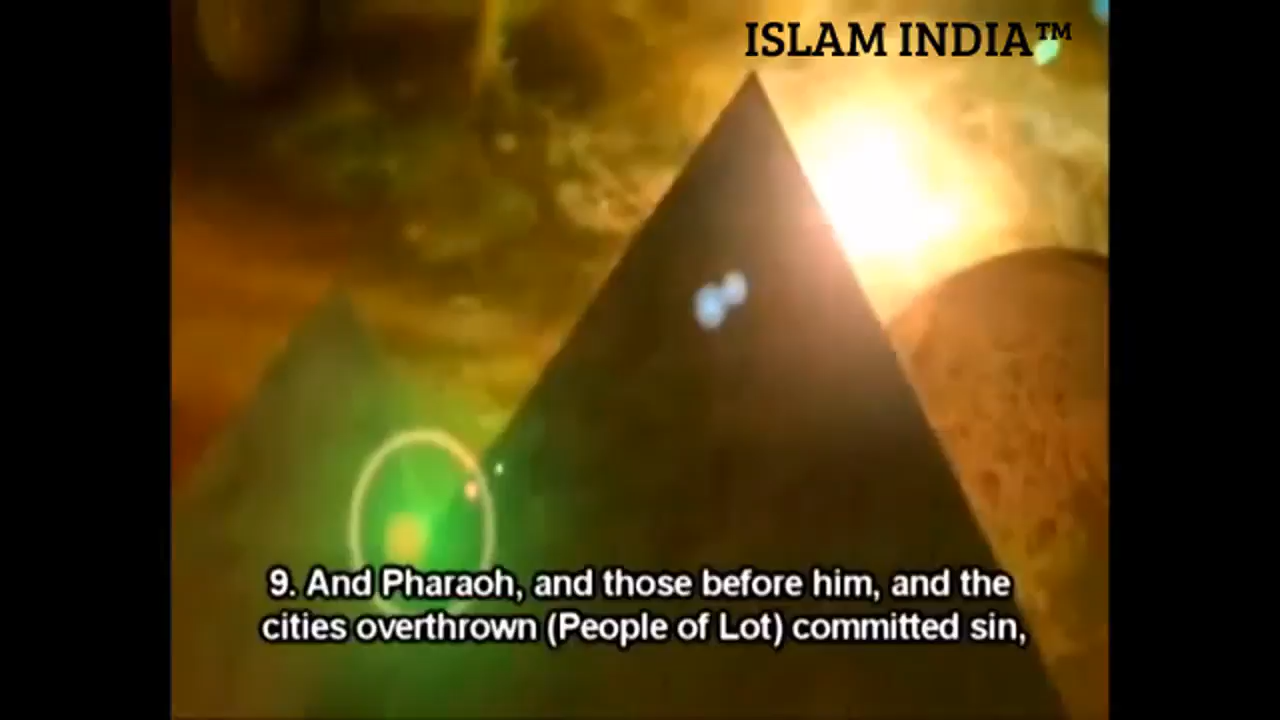 ISLAM INDIA™
9. And Pharaoh, and those before him, and the
cities overthrown (People of Lot) committed sin,